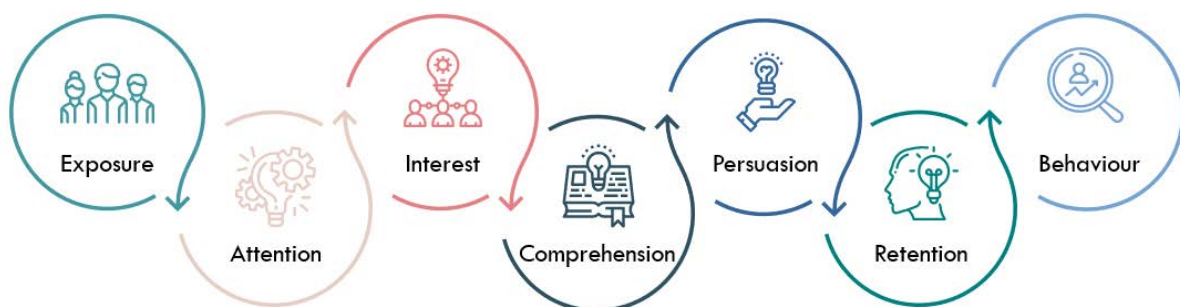 Exposure
Attention
Interest
Comprehension
Persuasion
Retention
Behaviour